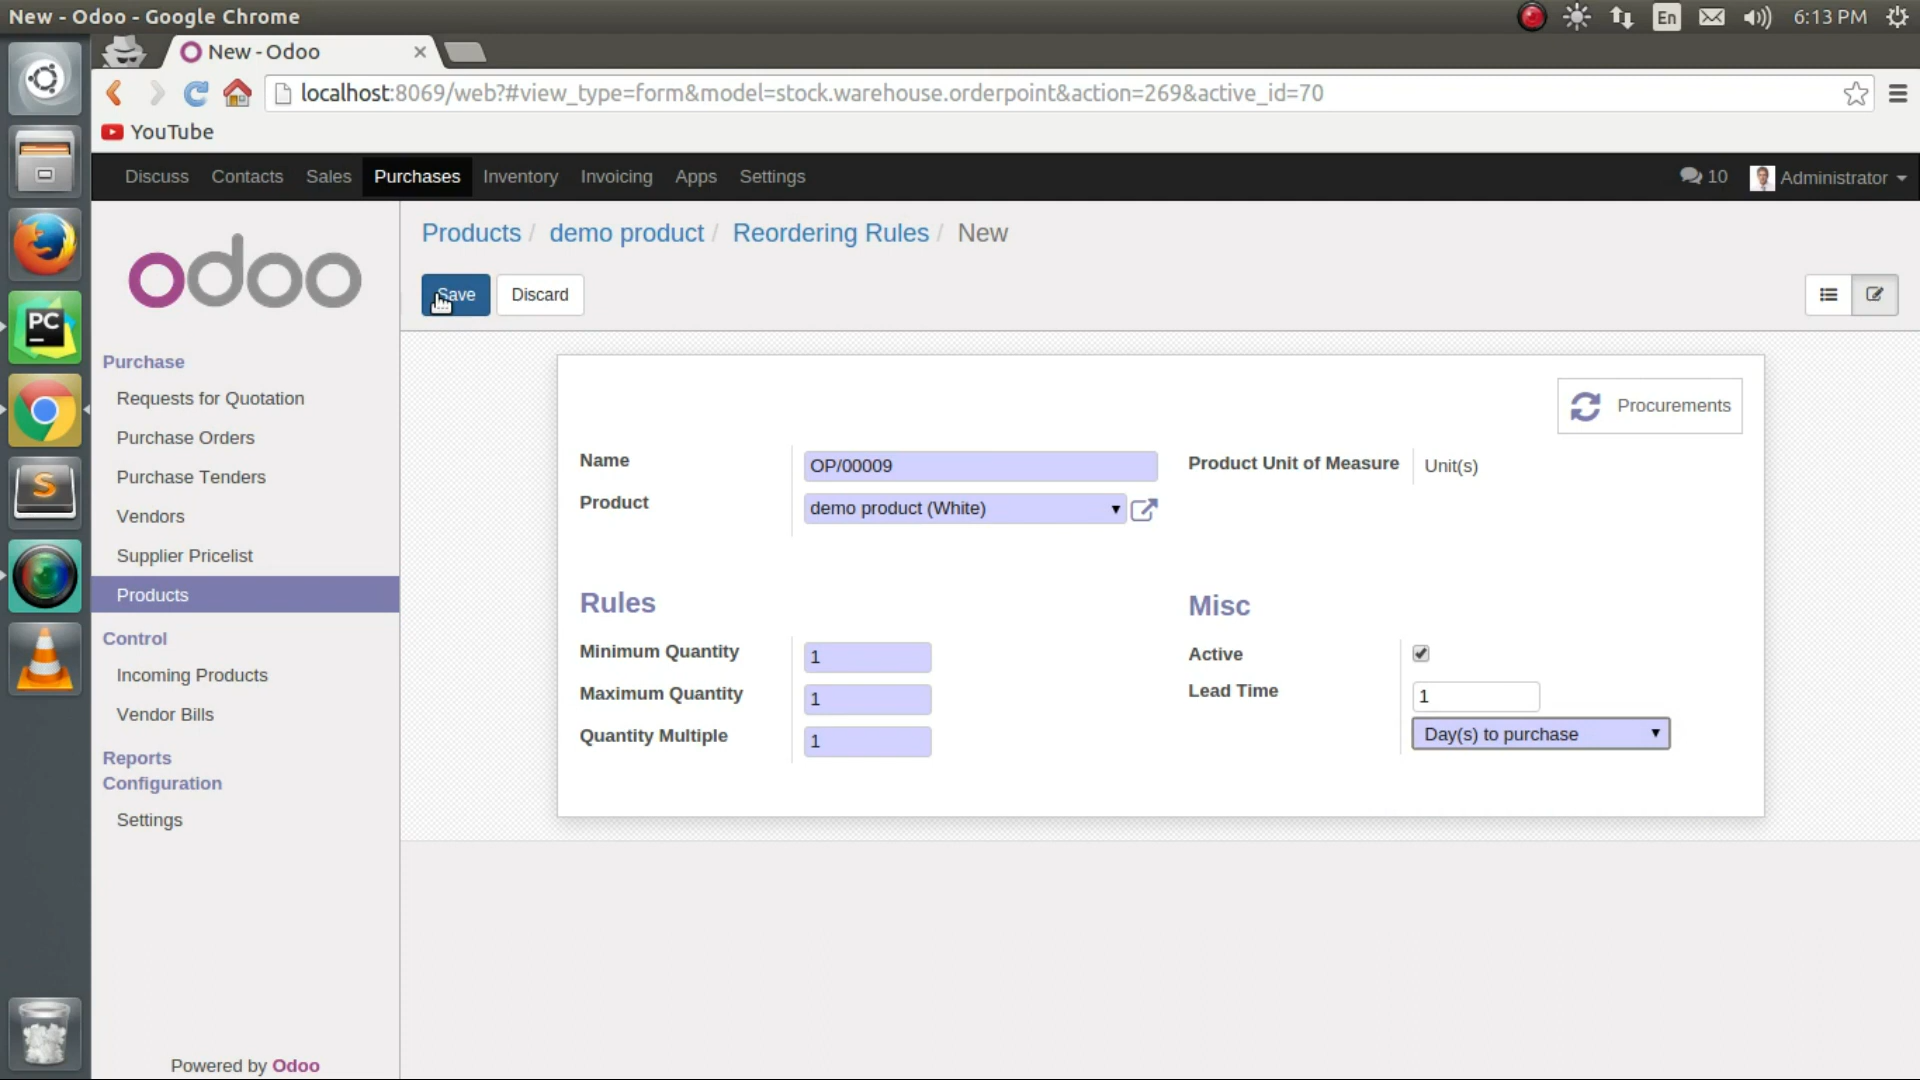 New - Odoo - Google Chrome
En
6:13 PM
New - Odoo
localhost:8069/web?#view_type=form&model=stock.warehouse.orderpoint&action=269&active_id=70
YouTube
Discuss Contacts Sales Purchases Inventory Invoicing Apps Settings 10 Administrator
odoo
Products / demo product / Reordering Rules / New
Save Discard
Purchase
Requests for Quotation
Purchase Orders
Purchase Tenders
Vendors
Supplier Pricelist
Products
Control
Incoming Products
Vendor Bills
Reports
Configuration
Settings
Powered by Odoo
Procurements
Name OP/00009
Product demo product (White)
Product Unit of Measure Unit(s)
Rules
Minimum Quantity 1
Maximum Quantity 1
Quantity Multiple 1
Misc
Active
Lead Time 1
Day(s) to purchase
PC
S